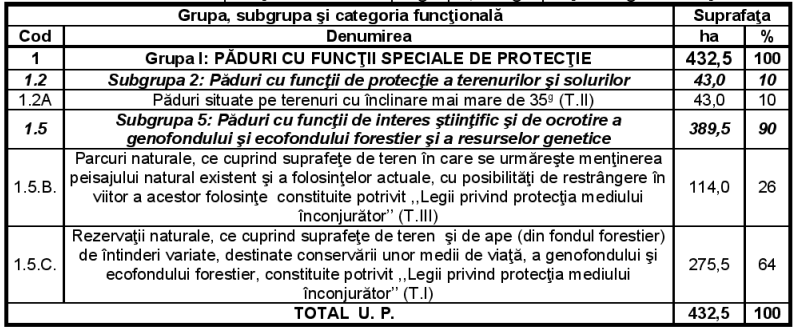 Grupa, subgrupa şi categoria funcţională Suprafaţa
Cod Denumirea ha %
1 Grupa I: PĂDURI CU FUNCŢII SPECIALE DE PROTECŢIE 432,5 100
1.2 Subgrupa 2: Păduri cu funcţii de protecţie a terenurilor şi solurilor 43,0 10
1.2A Păduri situate pe terenuri cu înclinare mai mare de 35g (T.II) 43,0 10
1.5 Subgrupa 5: Păduri cu funcţii de interes ştiinţific şi de ocrotire a
genofondului şi ecofondului forestier şi a resurselor genetice 389,5 90
Parcuri naturale, ce cuprind suprafeţe de teren în care se urmăreşte menţinerea
peisajului natural existent şi a folosinţelor actuale, cu posibilităţi de restrângere în
1.5.B. viitor a acestor folosinţe constituite potrivit ,,Legii privind protecţia mediului 114,0 26
înconjurător’’ (T.III)
Rezervaţii naturale, ce cuprind suprafeţe de teren şi de ape (din fondul forestier)
de întinderi variate, destinate conservării unor medii de viaţă, a genofondului şi
1.5.C. ecofondului forestier, constituite potrivit ,,Legii privind protecţia mediului 275,5 64
înconjurător’’ (T.I)
TOTAL U. P. 432,5 100